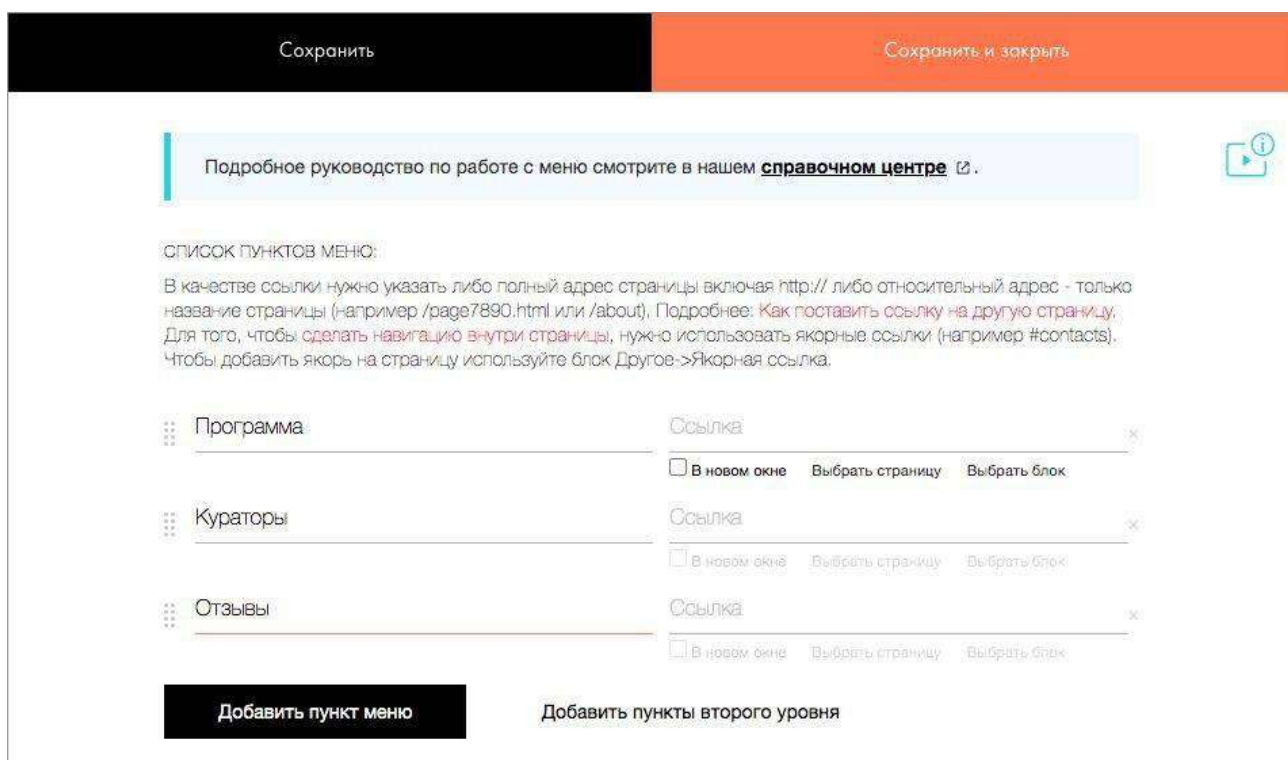 Сохранить
Сохранить и закрыть
Подробное руководство по работе с меню смотрите в нашем справочном центре.
СПИСОК ПУНКТОВ МЕНЮ:
В качестве ссылки нужно указать либо полный адрес страницы включая http:// либо относительный адрес - только
название страницы (например /page7890.html или /about). Подробнее: Как поставить ссылку на другую страницу.
Для того, чтобы сделать навигацию внутри страницы, нужно использовать якорные ссылки (например #contacts).
Чтобы добавить якорь на страницу используйте блок Другое->Якорная ссылка.
Программа
Ссылка
В новом окне Выбрать страницу Выбрать блок
Кураторы
Ссылка
В новом окне Выбрать страницу Выбрать блок
Отзывы
Ссылка
В новом окне Выбрать страницу Выбрать блок
Добавить пункт меню
Добавить пункты второго уровня